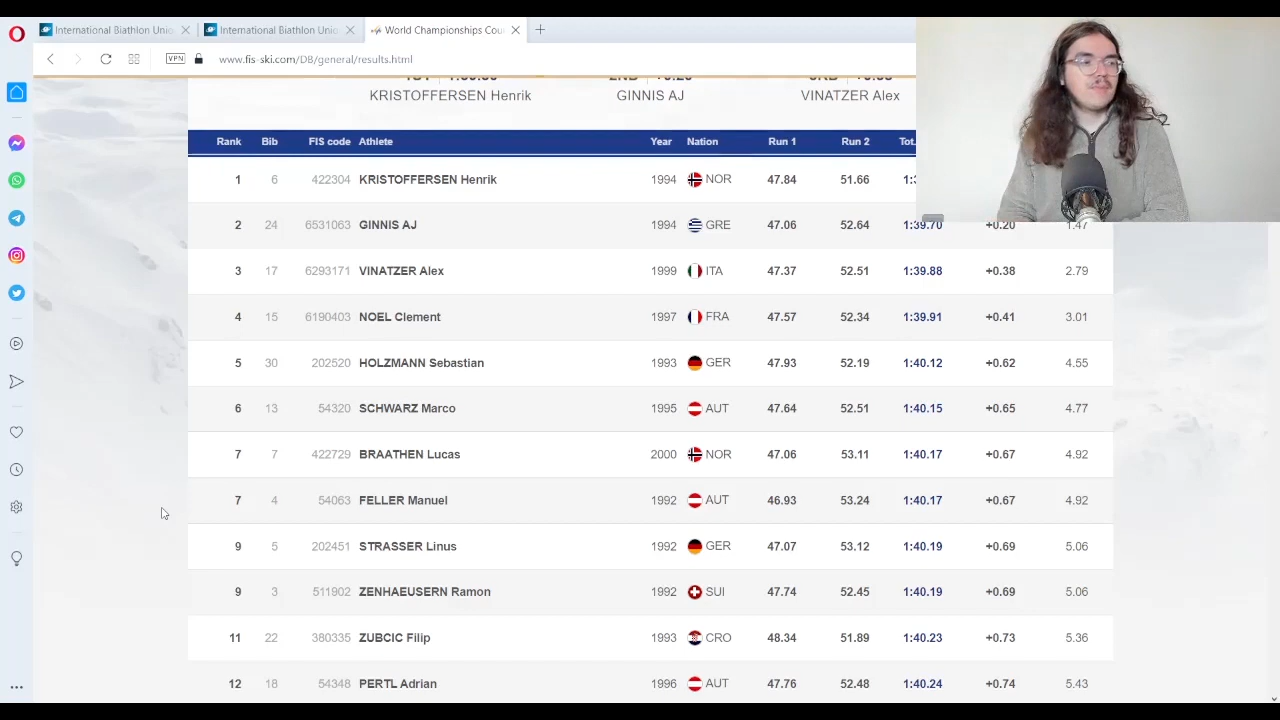 International Biathlon Unio
International Biathlon Unio
World Championships Cou
VPN
www.fis-ski.com/DB/general/results.html
KRISTOFFERSEN Henrik GINNIS AJ VINATZER Alex
Rank Bib FIS code Athlete Year Nation Run 1 Run 2 Tot.
1 6 422304 KRISTOFFERSEN Henrik 1994 NOR 47.84 51.66
2 24 6531063 GINNIS AJ 1994 GRE 47.06 52.64 1:39.70 +0.20 1.47
3 17 6293171 VINATZER Alex 1999 ITA 47.37 52.51 1:39.88 +0.38 2.79
4 15 6190403 NOEL Clement 1997 FRA 47.57 52.34 1:39.91 +0.41 3.01
5 30 202520 HOLZMANN Sebastian 1993 GER 47.93 52.19 1:40.12 +0.62 4.55
6 13 54320 SCHWARZ Marco 1995 AUT 47.64 52.51 1:40.15 +0.65 4.77
7 7 422729 BRAATHEN Lucas 2000 NOR 47.06 53.11 1:40.17 +0.67 4.92
7 4 54063 FELLER Manuel 1992 AUT 46.93 53.24 1:40.17 +0.67 4.92
9 5 202451 STRASSER Linus 1992 GER 47.07 53.12 1:40.19 +0.69 5.06
9 3 511902 ZENHAEUSERN Ramon 1992 SUI 47.74 52.45 1:40.19 +0.69 5.06
11 22 380335 ZUBCIC Filip 1993 CRO 48.34 51.89 1:40.23 +0.73 5.36
12 18 54348 PERTL Adrian 1996 AUT 47.76 52.48 1:40.24 +0.74 5.43